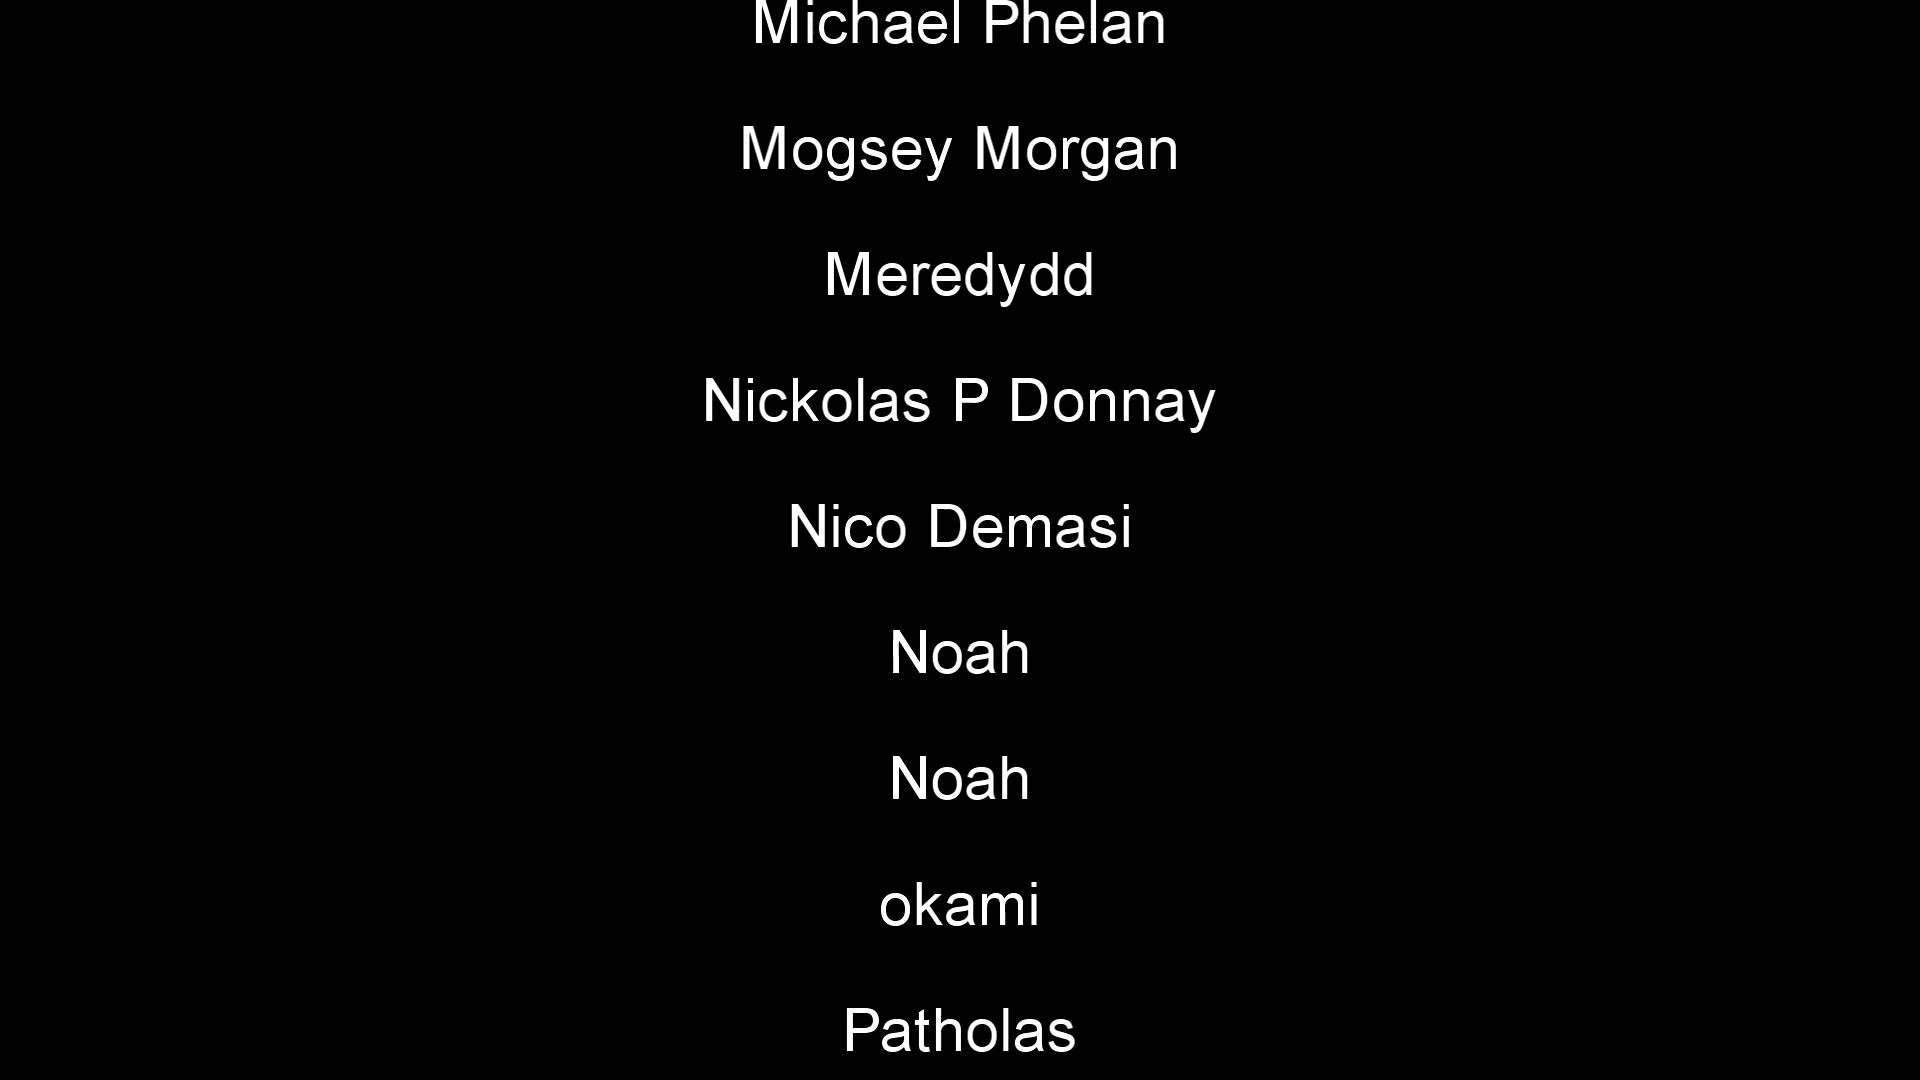 Michael Phelan
Mogsey Morgan
Meredydd
Nickolas P Donnay
Nico Demasi
Noah
Noah
okami
Patholas